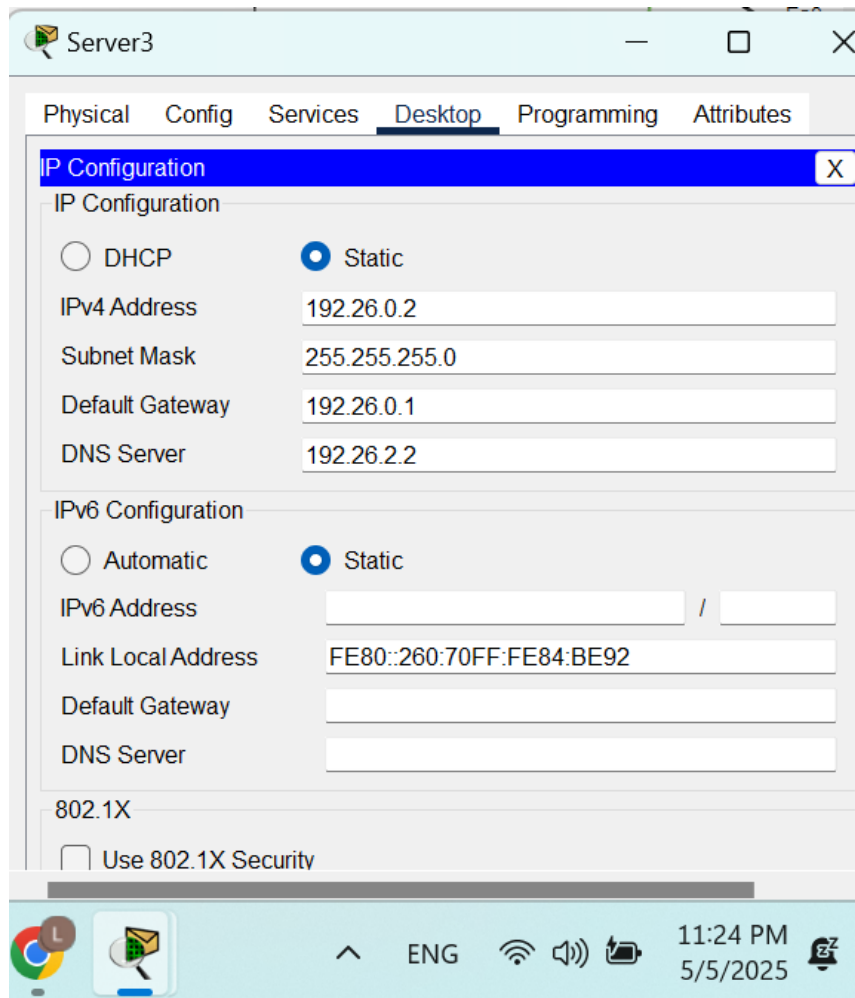 Server3
Physical Config Services Desktop Programming Attributes
IP Configuration X
IP Configuration
DHCP Static
IPv4 Address 192.26.0.2
Subnet Mask 255.255.255.0
Default Gateway 192.26.0.1
DNS Server 192.26.2.2
IPv6 Configuration
Automatic Static
IPv6 Address /
Link Local Address FE80::260:70FF:FE84:BE92
Default Gateway
DNS Server
802.1X
Use 802.1X Security
L ENG 11:24 PM
5/5/2025